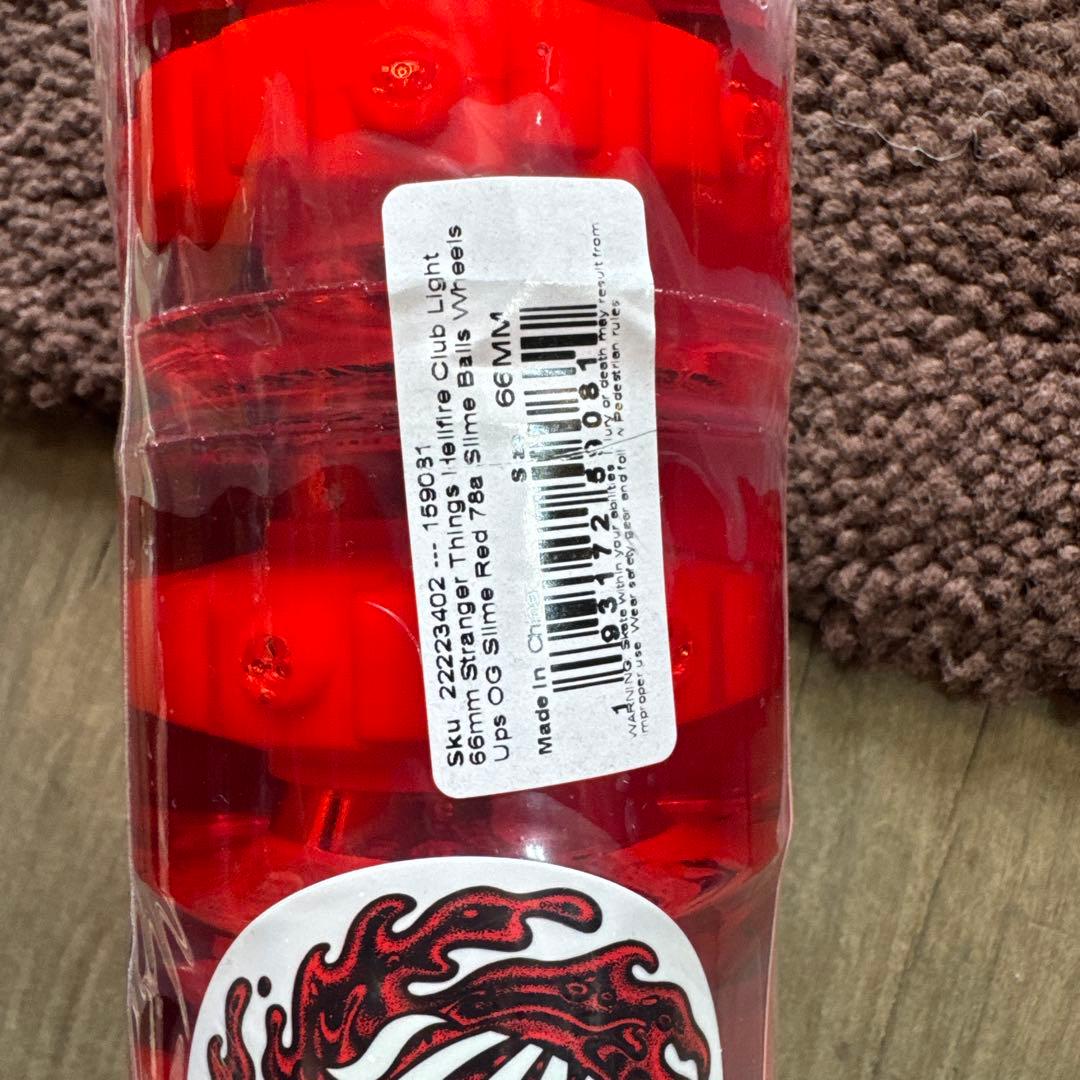 Sku 22223402 --- 159031
66mm Stranger Things Hellfire Club Light
Ups OG Slime Red 78a Slime Balls Wheels
66MM
Made In China
WARNING: Skate within your abilities. or death may result from
improper use. Wear safety gear and Pedestrian rules